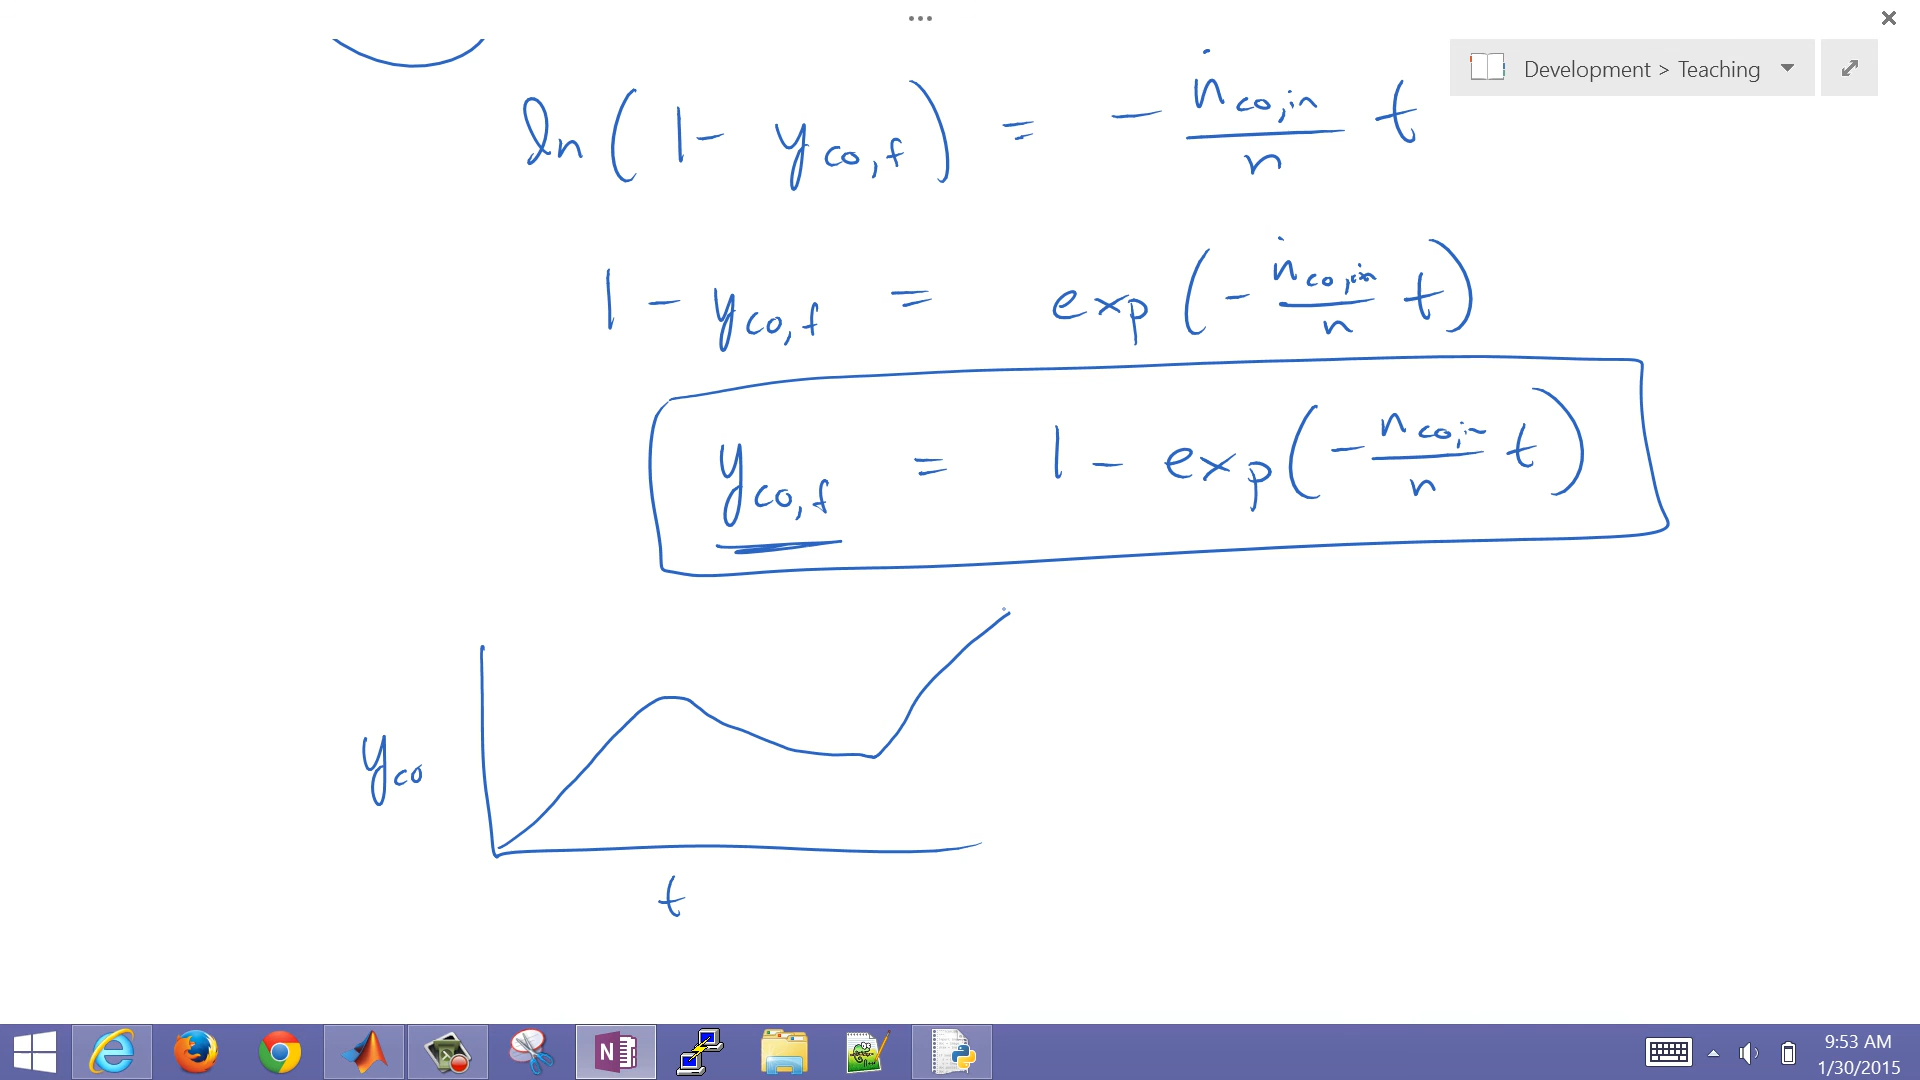 Development > Teaching
ln(1 - y_co,f) = - ṅ_co,in / n t
1 - y_co,f = exp(- ṅ_co,in / n t)
y_co,f = 1 - exp(- n_co,in / n t)
y_co
t
N
9:53 AM
1/30/2015